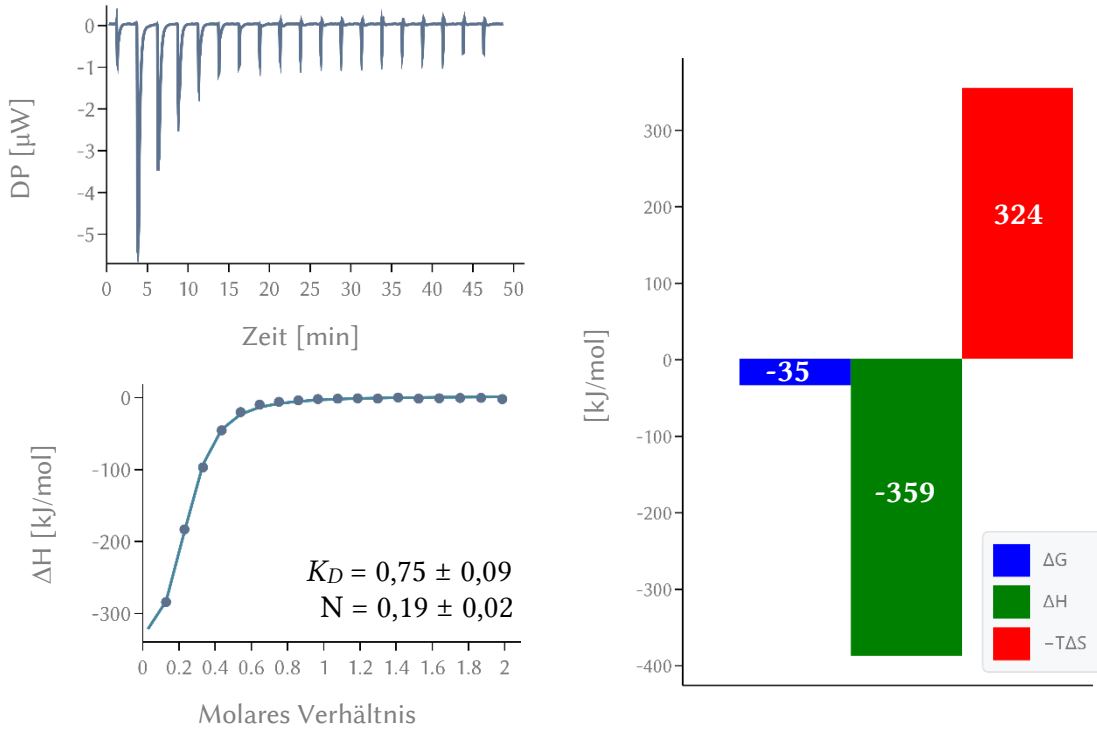 0
-1
-2
-3
-4
-5
DP [µW]
0 5 10 15 20 25 30 35 40 45 50
Zeit [min]
0
-100
-200
-300
ΔH [kJ/mol]
K_D = 0,75 ± 0,09
N = 0,19 ± 0,02
0 0.2 0.4 0.6 0.8 1 1.2 1.4 1.6 1.8 2
Molares Verhältnis
300
200
100
0
-100
-200
-300
-400
[kJ/mol]
-35
-359
324
ΔG
ΔH
−TΔS